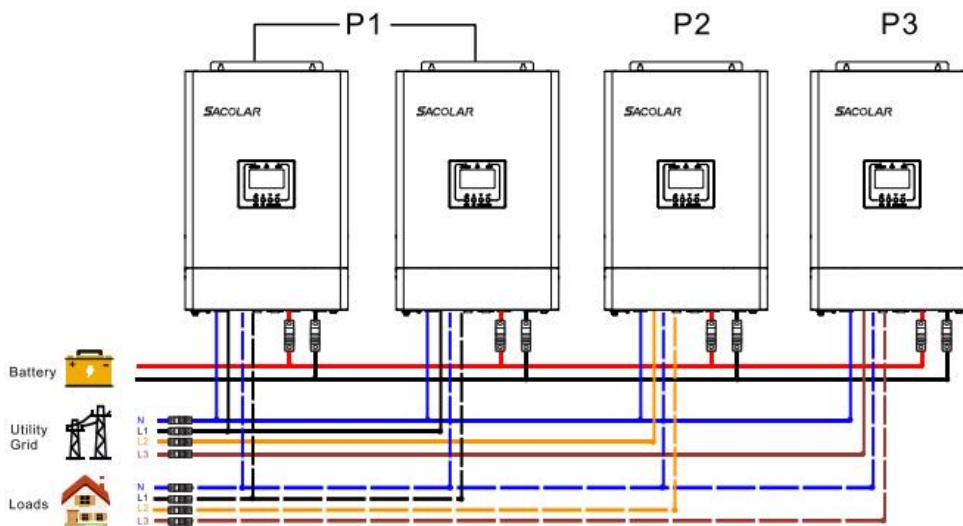 P1
P2
P3
SACOLAR
SACOLAR
SACOLAR
SACOLAR
Battery
+
-
Utility
Grid
N
L1
L2
L3
Loads
N
L1
L2
L3